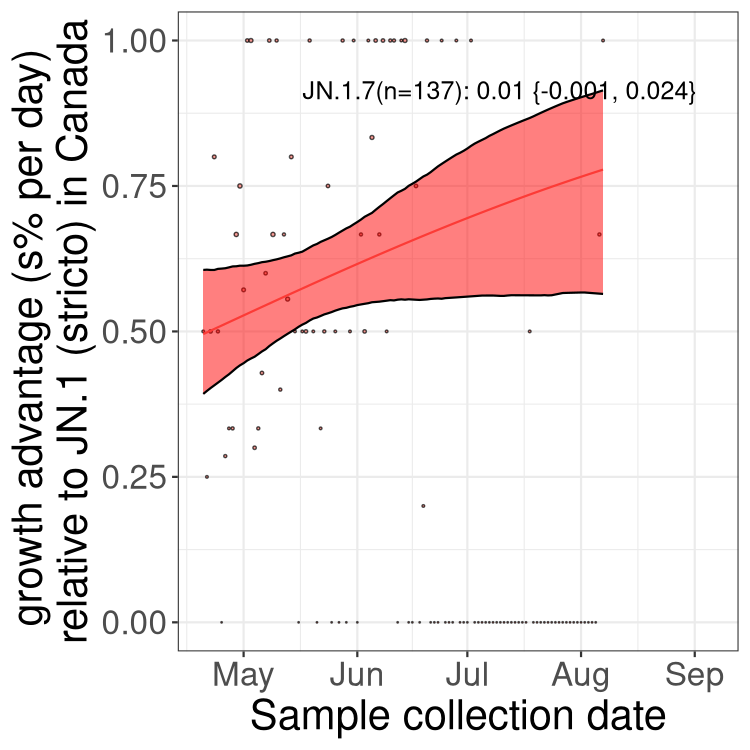 growth advantage (s% per day)
relative to JN.1 (stricto) in Canada
1.00
0.75
0.50
0.25
0.00
JN.1.7(n=137): 0.01 {-0.001, 0.024}
May Jun Jul Aug Sep
Sample collection date